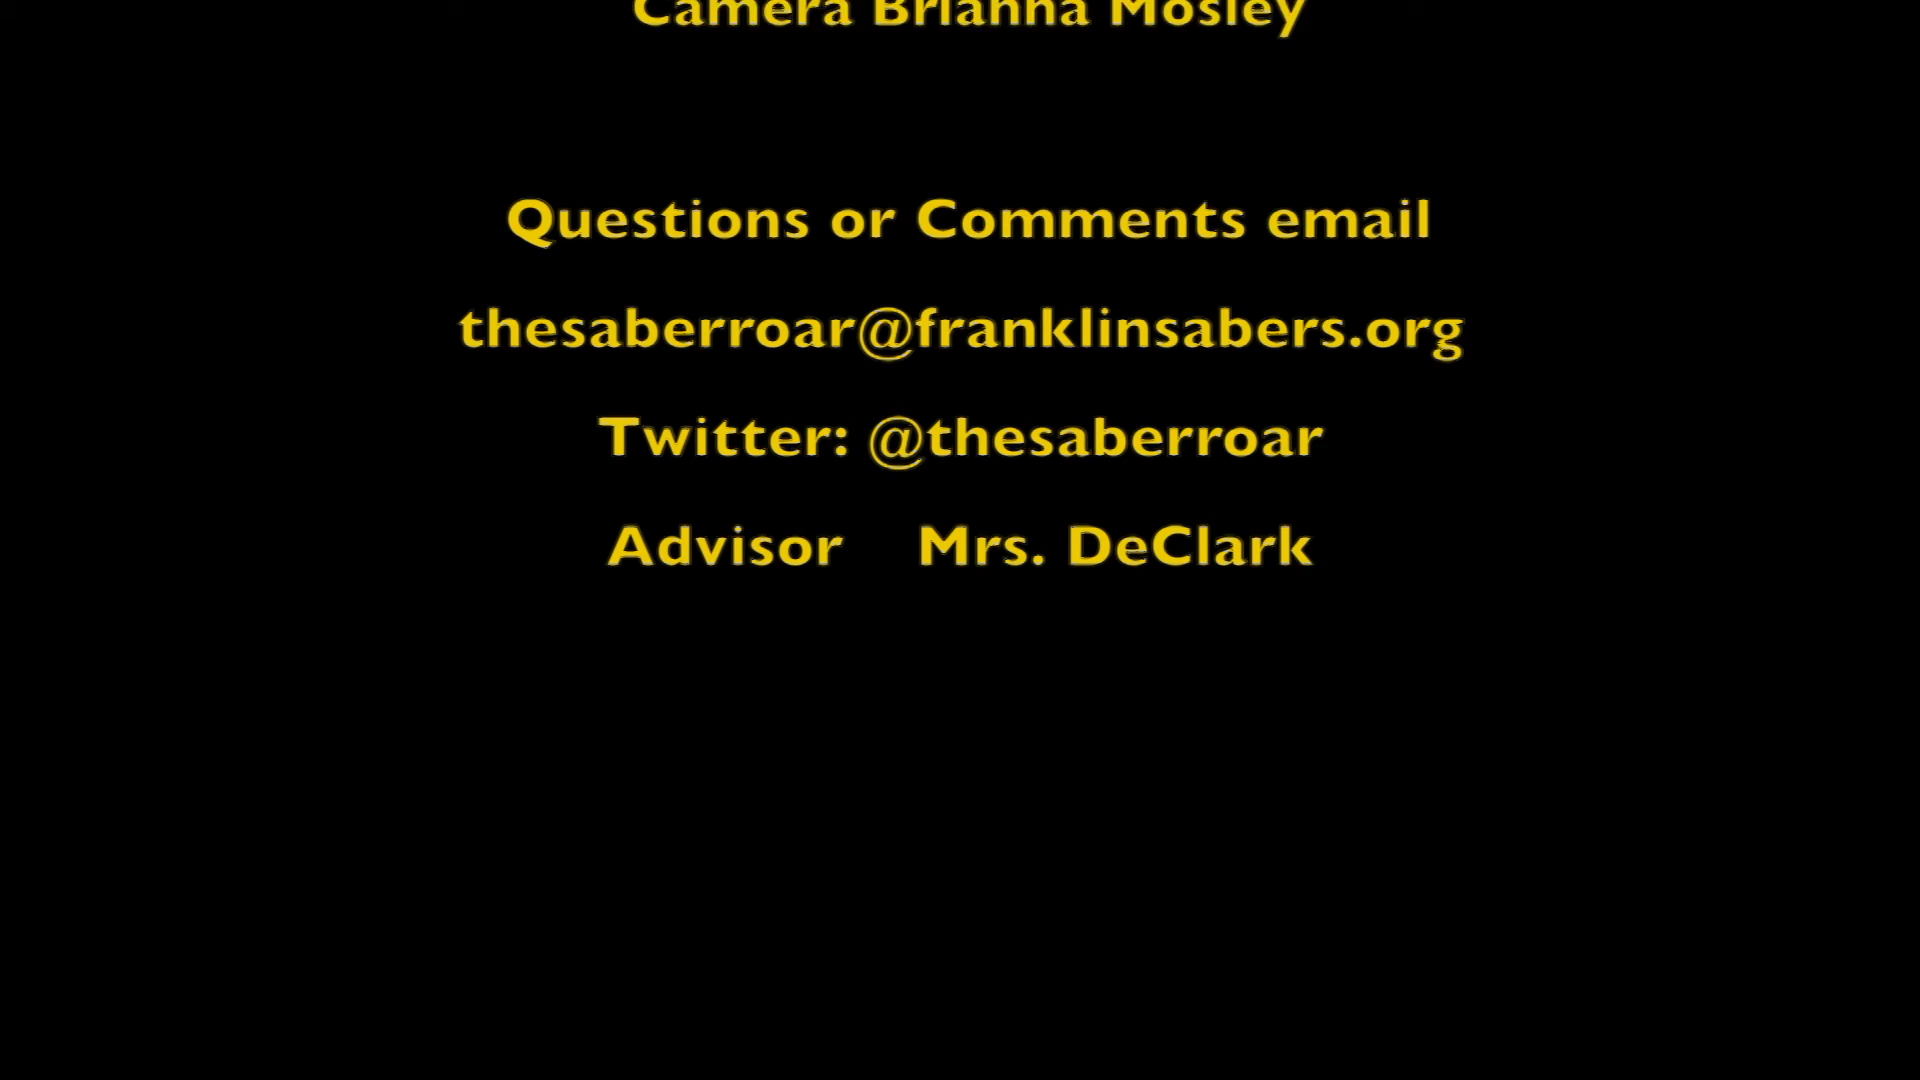 Camera Brianna Mosley
Questions or Comments email
thesaberroar@franklinsabers.org
Twitter: @thesaberroar
Advisor Mrs. DeClark